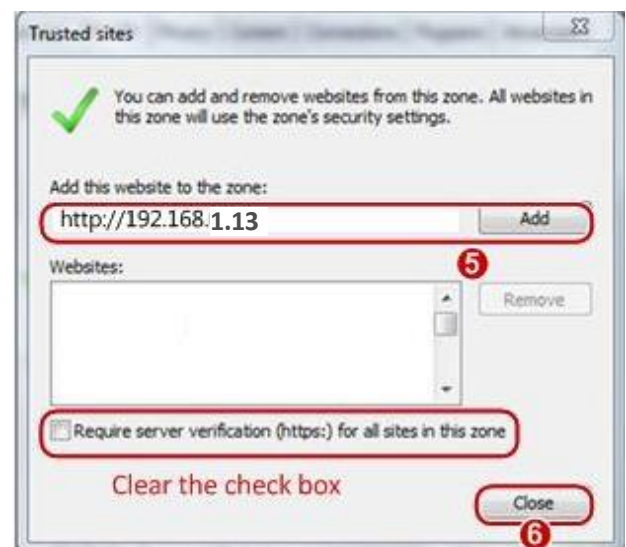 Trusted sites
You can add and remove websites from this zone. All websites in
this zone will use the zone's security settings.
Add this website to the zone:
http://192.168.1.13
Add
5
Websites:
Remove
Require server verification (https:) for all sites in this zone
Clear the check box
Close
6